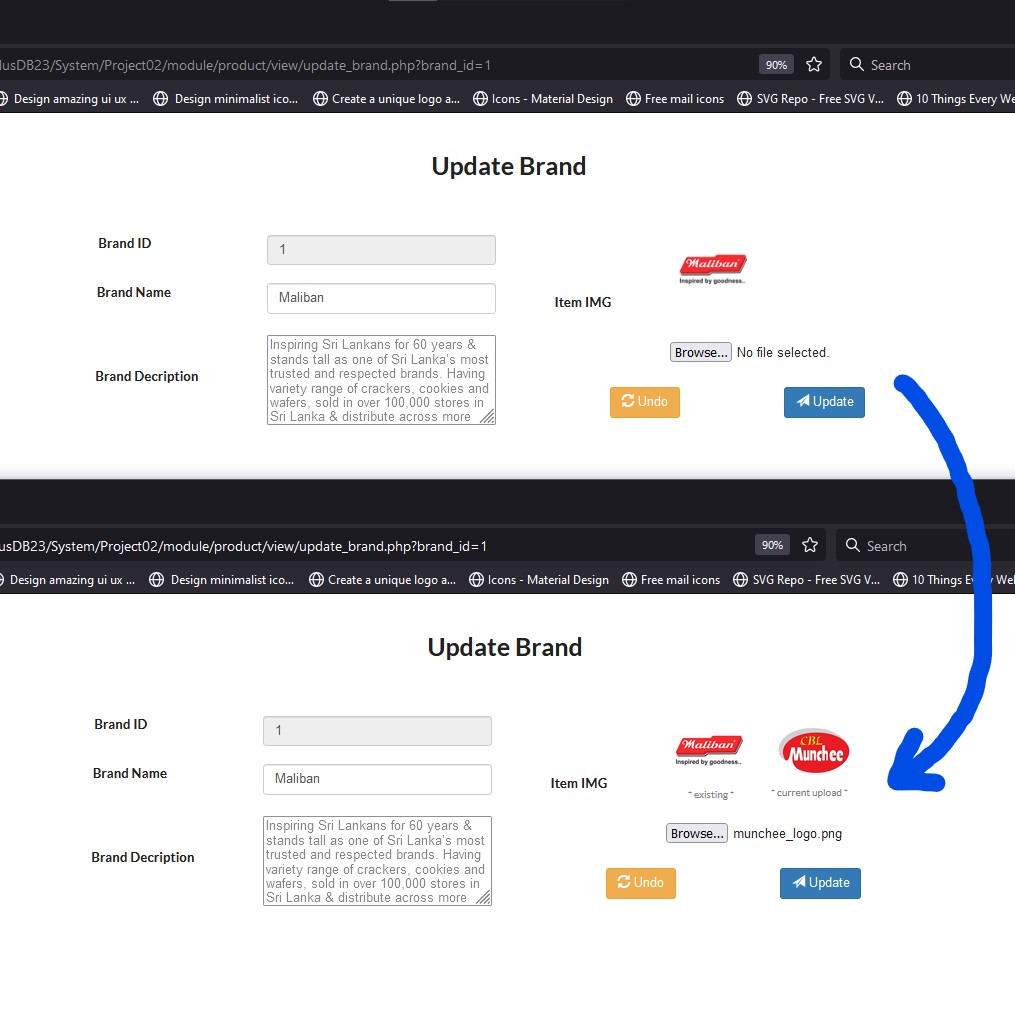 lusDB23/System/Project02/module/product/view/update_brand.php?brand_id=1 90% Search
Design amazing ui ux ... Design minimalist ico... Create a unique logo a... Icons - Material Design Free mail icons SVG Repo - Free SVG V... 10 Things Every We
Update Brand
Brand ID 1
Brand Name Maliban
Brand Decription
Inspiring Sri Lankans for 60 years &
stands tall as one of Sri Lanka's most
trusted and respected brands. Having
variety range of crackers, cookies and
wafers, sold in over 100,000 stores in
Sri Lanka & distribute across more
Item IMG
Maliban
Inspired by goodness..
Browse... No file selected.
Undo Update
usDB23/System/Project02/module/product/view/update_brand.php?brand_id=1 90% Search
Design amazing ui ux ... Design minimalist ico... Create a unique logo a... Icons - Material Design Free mail icons SVG Repo - Free SVG V... 10 Things Every Wel
Update Brand
Brand ID 1
Brand Name Maliban
Brand Decription
Inspiring Sri Lankans for 60 years &
stands tall as one of Sri Lanka's most
trusted and respected brands. Having
variety range of crackers, cookies and
wafers, sold in over 100,000 stores in
Sri Lanka & distribute across more
Item IMG
Maliban
Inspired by goodness..
CBL
Munchee
" existing "
" current upload "
Browse... munchee_logo.png
Undo Update